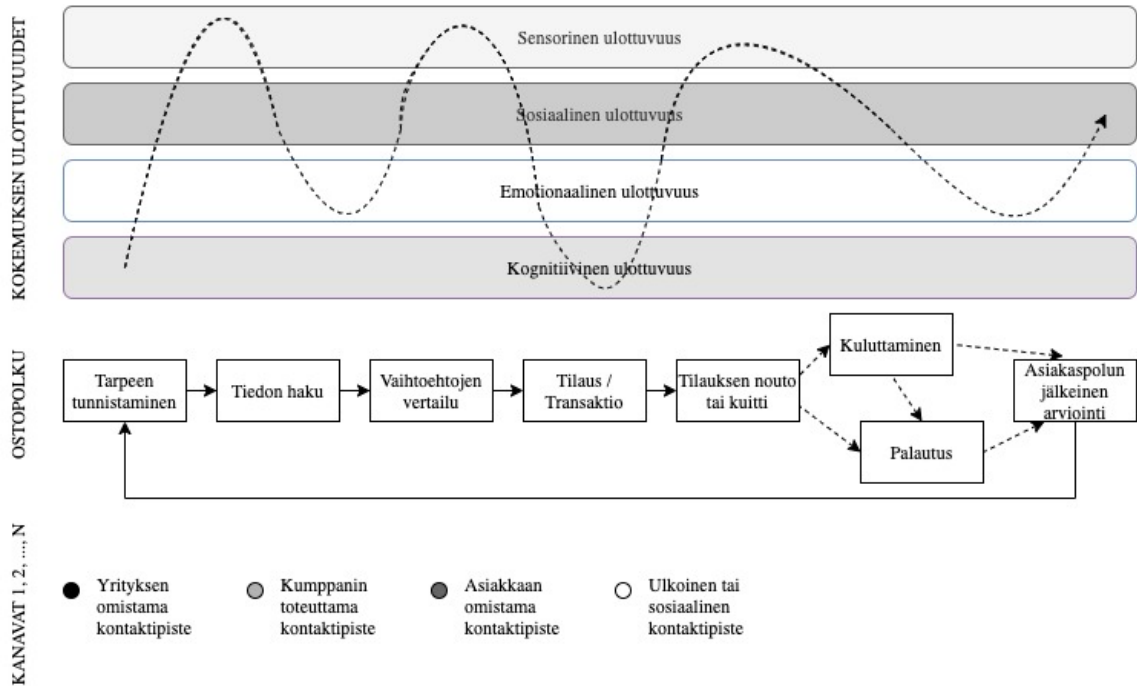 KOKEMUKSEN ULOTTUVUUDET
Sensorinen ulottuvuus
Sosiaalinen ulottuvuus
Emotionaalinen ulottuvuus
Kognitiivinen ulottuvuus
OSTOPOLKU
Tarpeen
tunnistaminen
Tiedon haku
Vaihtoehtojen
vertailu
Tilaus /
Transaktio
Tilauksen nouto
tai kuitti
Kuluttaminen
Palautus
Asiakaspolun
jälkeinen
arviointi
KANAVAT 1, 2, ..., N
Yrityksen
omistama
kontaktipiste
Kumppanin
toteuttama
kontaktipiste
Asiakkaan
omistama
kontaktipiste
Ulkoinen tai
sosiaalinen
kontaktipiste